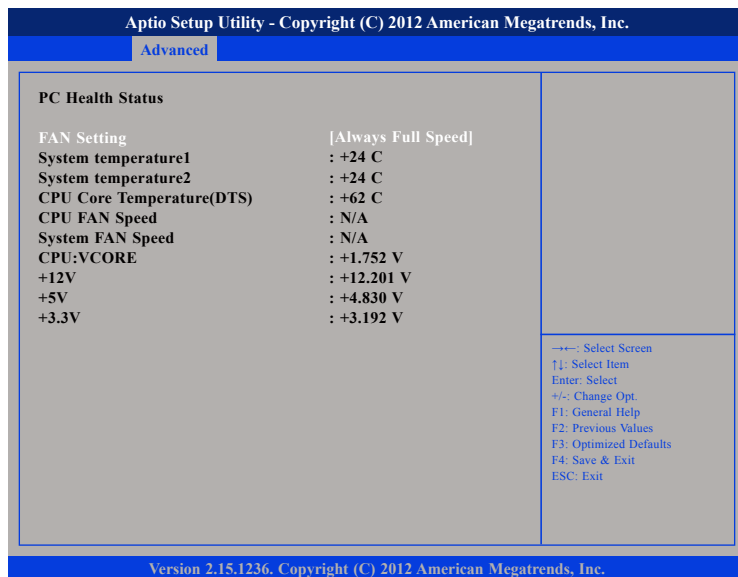 Aptio Setup Utility - Copyright (C) 2012 American Megatrends, Inc.
Advanced
PC Health Status
FAN Setting [Always Full Speed]
System temperature1 : +24 C
System temperature2 : +24 C
CPU Core Temperature(DTS) : +62 C
CPU FAN Speed : N/A
System FAN Speed : N/A
CPU:VCORE : +1.752 V
+12V : +12.201 V
+5V : +4.830 V
+3.3V : +3.192 V
→←: Select Screen
↑↓: Select Item
Enter: Select
+/-: Change Opt.
F1: General Help
F2: Previous Values
F3: Optimized Defaults
F4: Save & Exit
ESC: Exit
Version 2.15.1236. Copyright (C) 2012 American Megatrends, Inc.